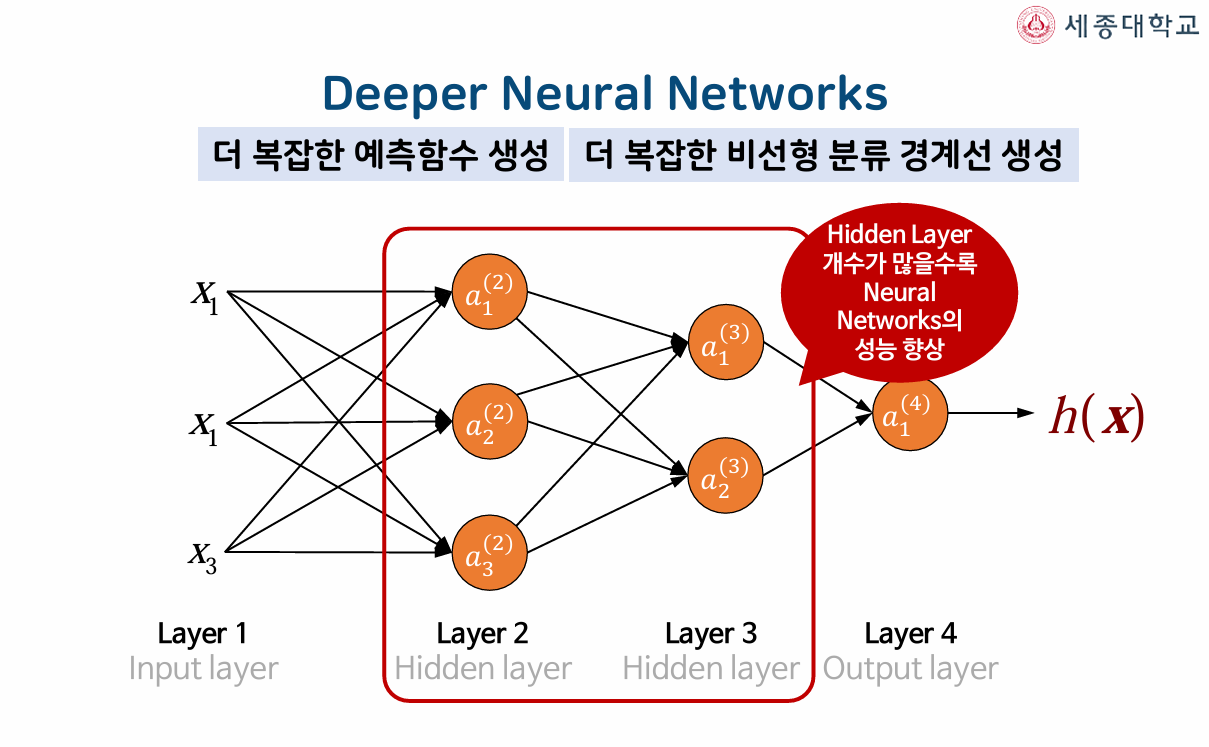 세종대학교
Deeper Neural Networks
더 복잡한 예측함수 생성
더 복잡한 비선형 분류 경계선 생성
Hidden Layer
개수가 많을수록
Neural
Networks의
성능 향상
x1
x1
x3
a1(2)
a2(2)
a3(2)
a1(3)
a2(3)
a1(4)
h(x)
Layer 1
Input layer
Layer 2
Hidden layer
Layer 3
Hidden layer
Layer 4
Output layer